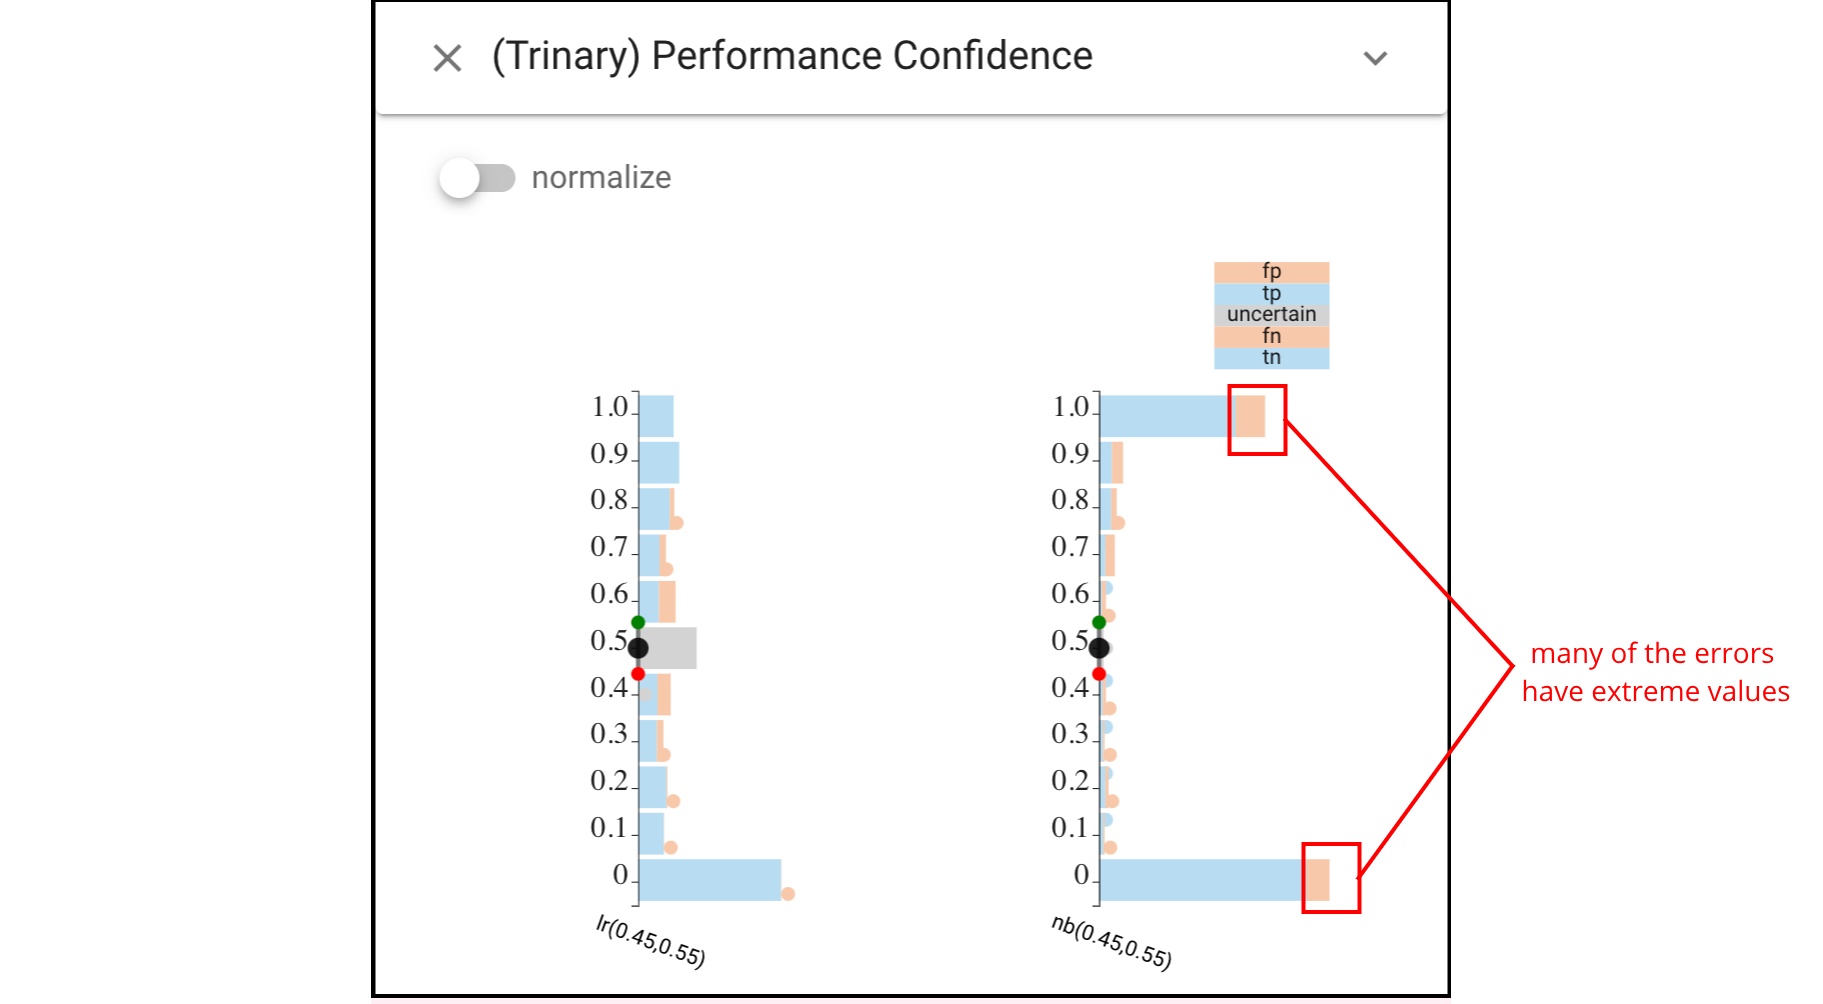 (Trinary) Performance Confidence
normalize
fp
tp
uncertain
fn
tn
1.0
0.9
0.8
0.7
0.6
0.5
0.4
0.3
0.2
0.1
0
lr(0.45,0.55)
1.0
0.9
0.8
0.7
0.6
0.5
0.4
0.3
0.2
0.1
0
nb(0.45,0.55)
many of the errors
have extreme values